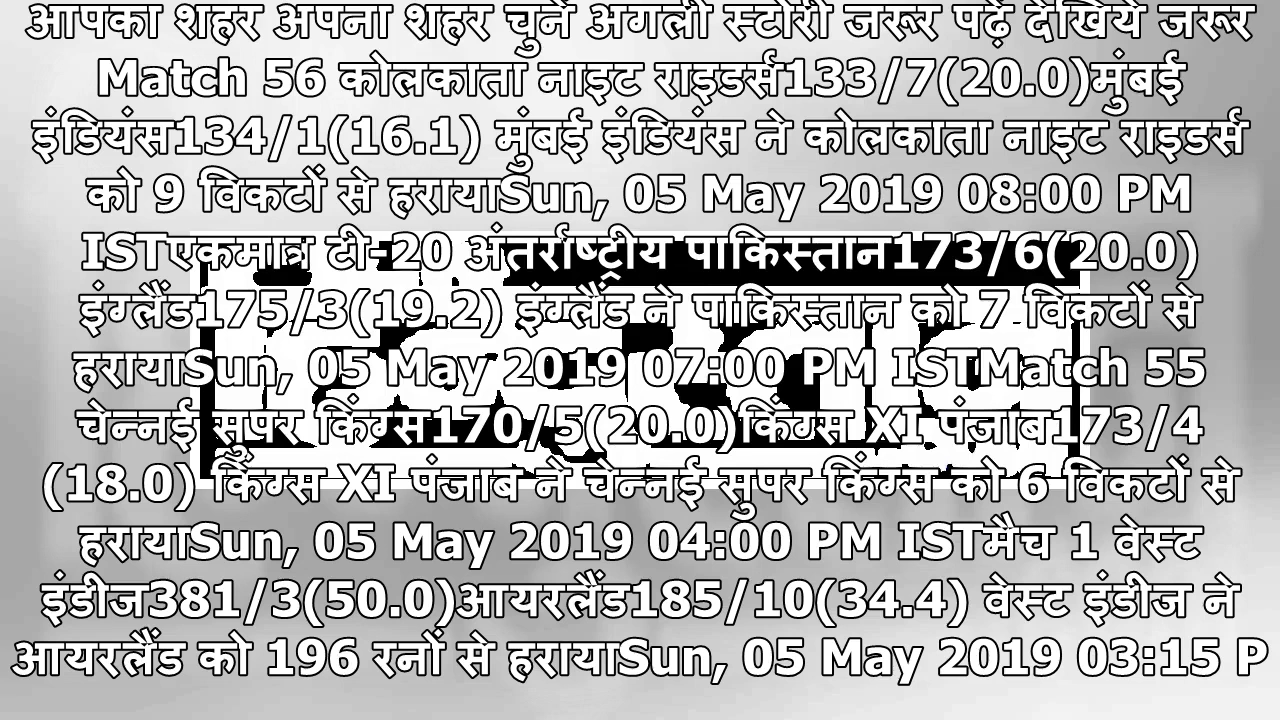 आपका शहर अपना शहर चुनें अगली स्टोरी जरूर पढ़ें देखिये जरूर
Match 56 कोलकाता नाइट राइडर्स133/7(20.0)मुंबई
इंडियंस134/1(16.1) मुंबई इंडियंस ने कोलकाता नाइट राइडर्स
को 9 विकटों से हरायाSun, 05 May 2019 08:00 PM
ISTएकमात्र टी-20 अंतर्राष्ट्रीय पाकिस्तान173/6(20.0)
इंग्लैंड175/3(19.2) इंग्लैंड ने पाकिस्तान को 7 विकटों से
हरायाSun, 05 May 2019 07:00 PM ISTMatch 55
चेन्नई सुपर किंग्स170/5(20.0)किंग्स XI पंजाब173/4
(18.0) किंग्स XI पंजाब ने चेन्नई सुपर किंग्स को 6 विकटों से
हरायाSun, 05 May 2019 04:00 PM ISTमैच 1 वेस्ट
इंडीज381/3(50.0)आयरलैंड185/10(34.4) वेस्ट इंडीज ने
आयरलैंड को 196 रनों से हरायाSun, 05 May 2019 03:15 P